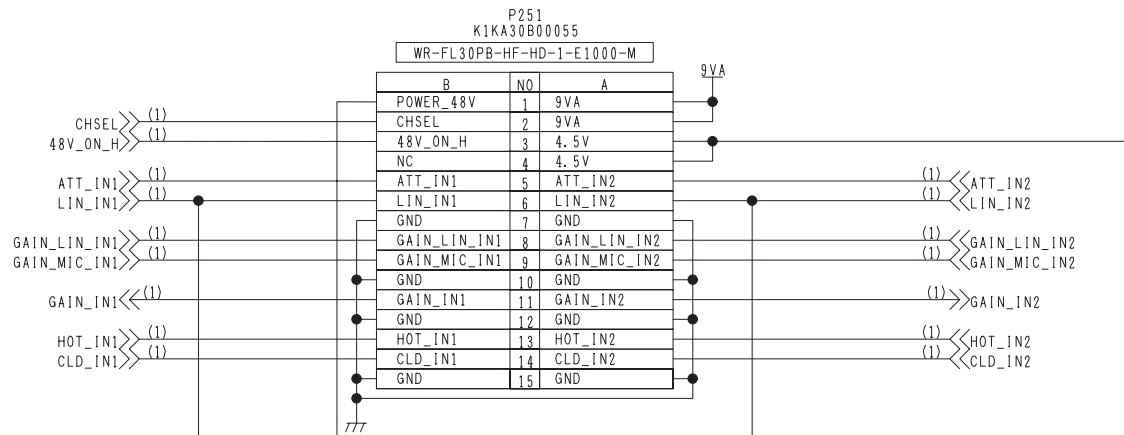 P251
K1KA30B00055
WR-FL30PB-HF-HD-1-E1000-M
9VA
B NO A
POWER_48V 1 9VA
CHSEL (1) CHSEL 2 9VA
48V_ON_H (1) 48V_ON_H 3 4.5V
NC 4 4.5V
ATT_IN1 (1) ATT_IN1 5 ATT_IN2 (1) ATT_IN2
LIN_IN1 (1) LIN_IN1 6 LIN_IN2 (1) LIN_IN2
GND 7 GND
GAIN_LIN_IN1 (1) GAIN_LIN_IN1 8 GAIN_LIN_IN2 (1) GAIN_LIN_IN2
GAIN_MIC_IN1 (1) GAIN_MIC_IN1 9 GAIN_MIC_IN2 (1) GAIN_MIC_IN2
GND 10 GND
GAIN_IN1 (1) GAIN_IN1 11 GAIN_IN2 (1) GAIN_IN2
GND 12 GND
HOT_IN1 (1) HOT_IN1 13 HOT_IN2 (1) HOT_IN2
CLD_IN1 (1) CLD_IN1 14 CLD_IN2 (1) CLD_IN2
GND 15 GND